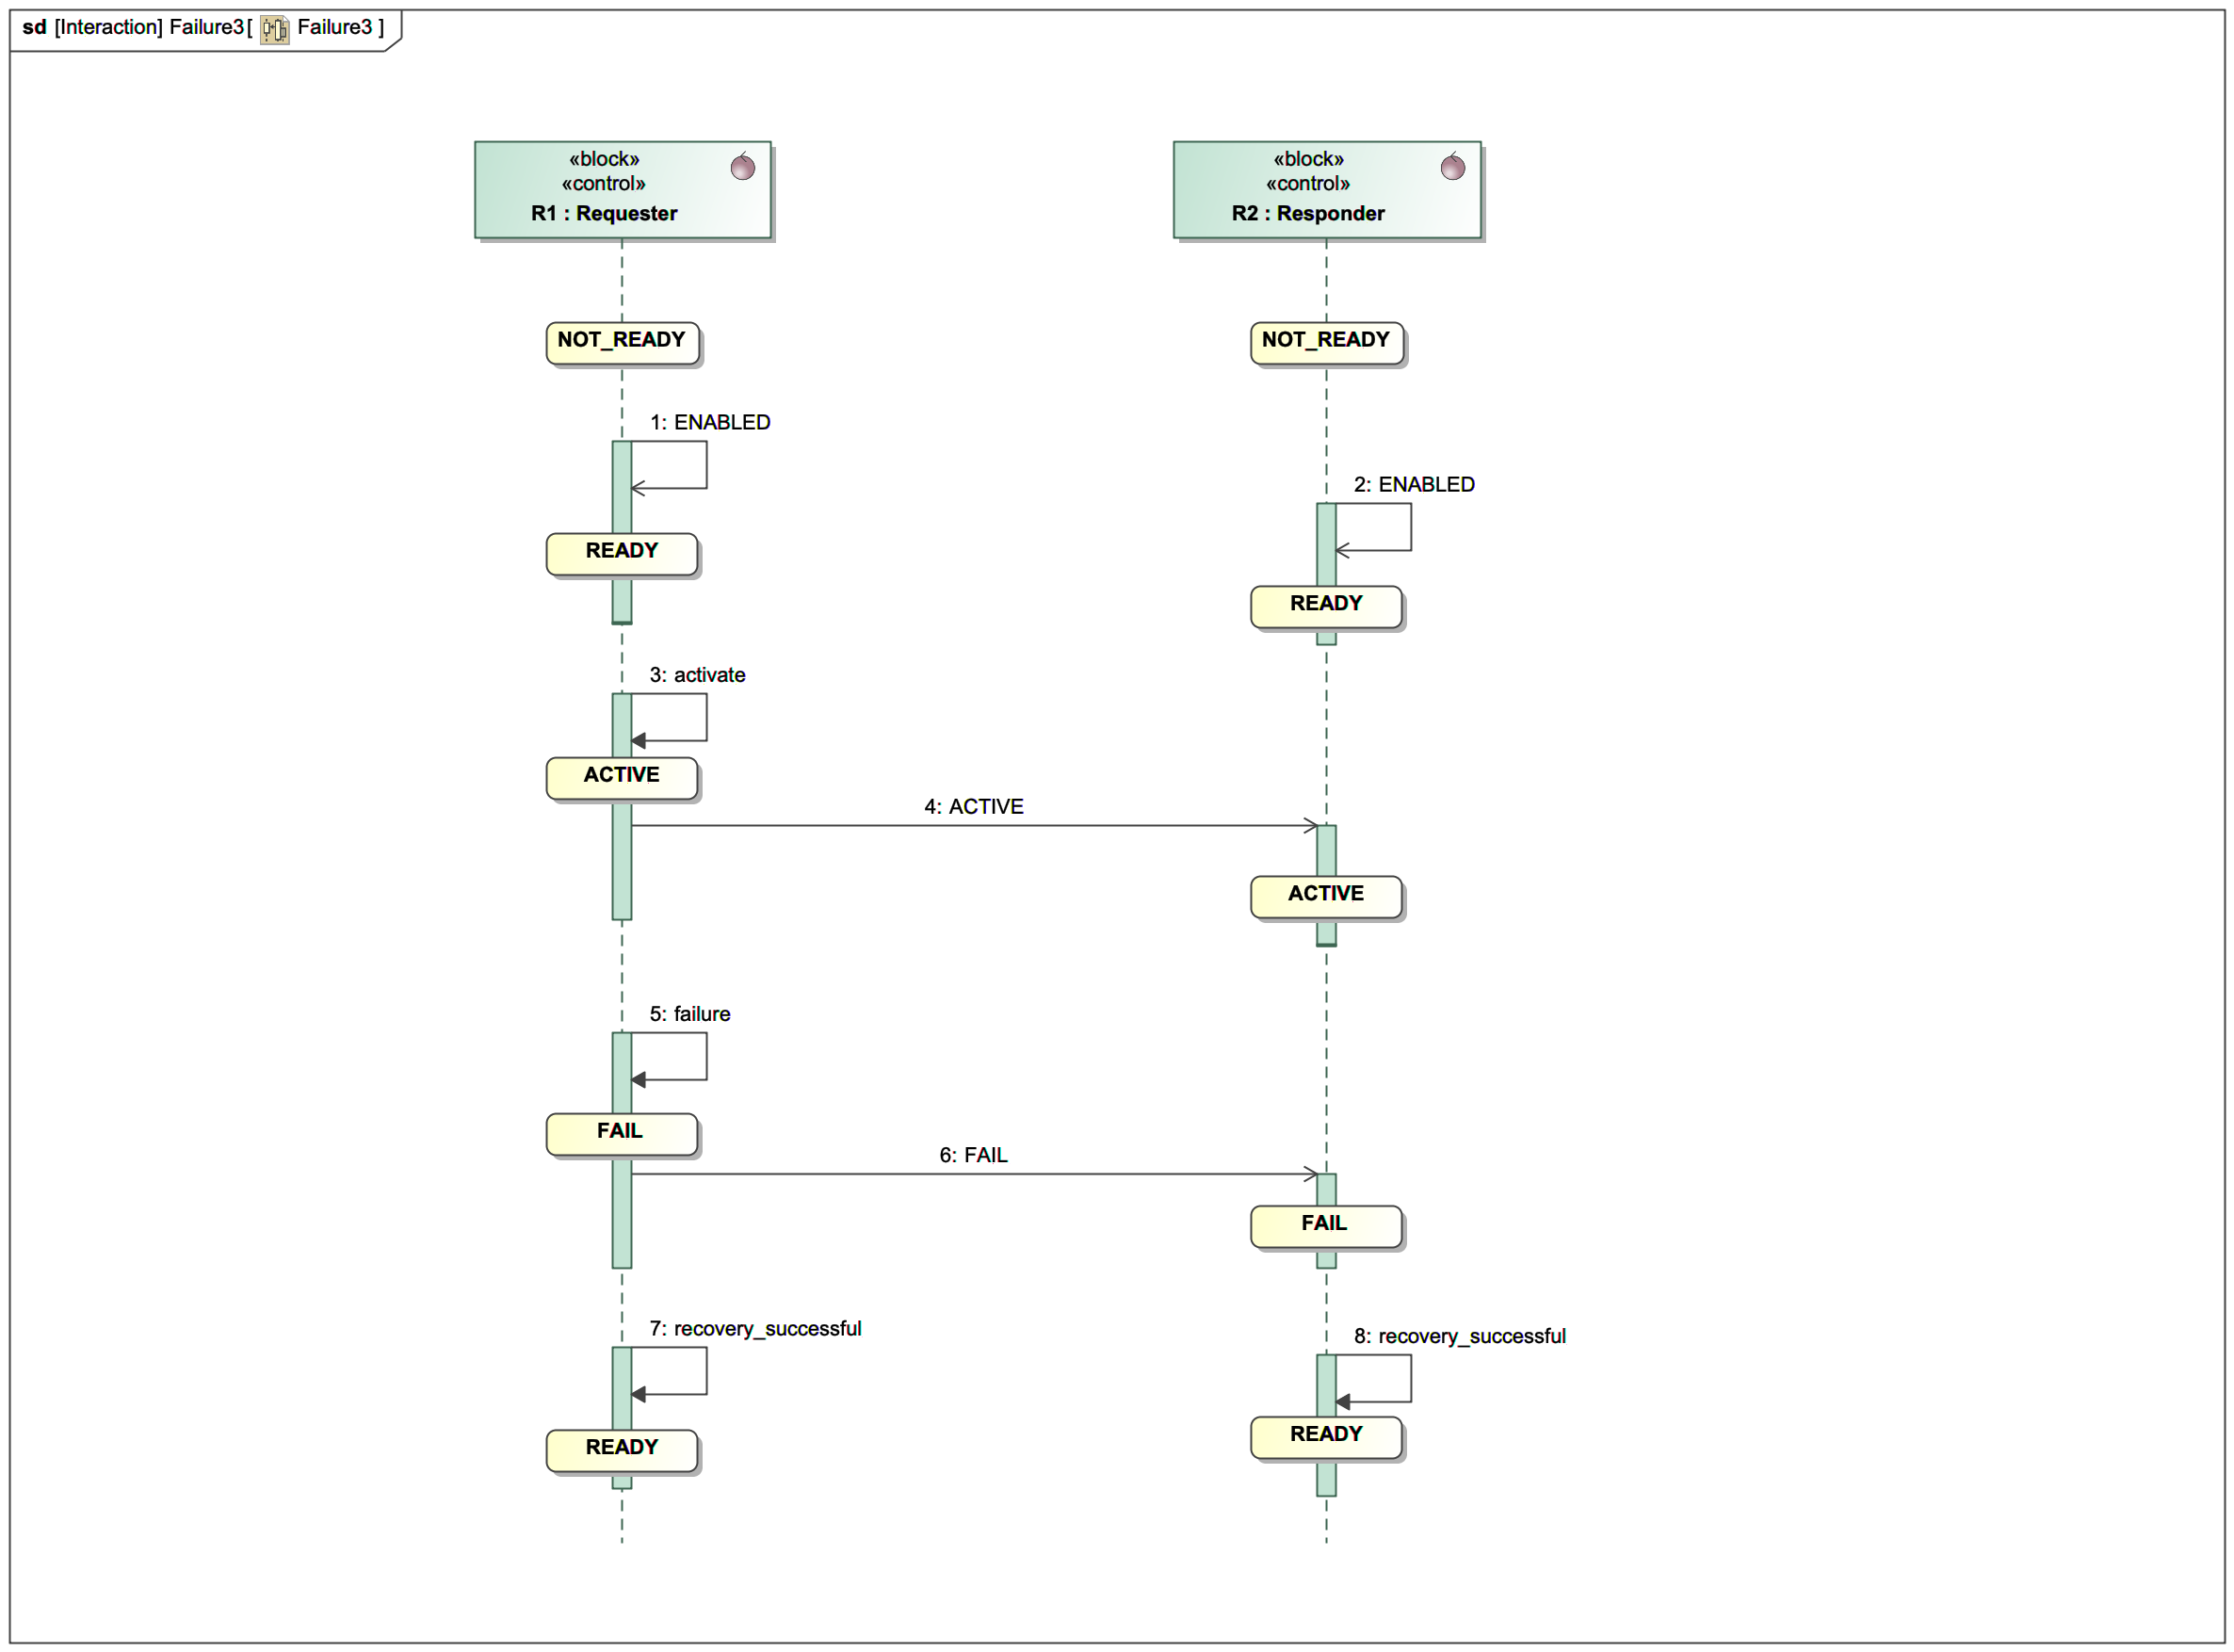 sd [Interaction] Failure3[ Failure3 ]
«block»
«control»
R1 : Requester
«block»
«control»
R2 : Responder
NOT_READY
NOT_READY
1: ENABLED
2: ENABLED
READY
READY
3: activate
ACTIVE
4: ACTIVE
ACTIVE
5: failure
FAIL
6: FAIL
FAIL
7: recovery_successful
8: recovery_successful
READY
READY